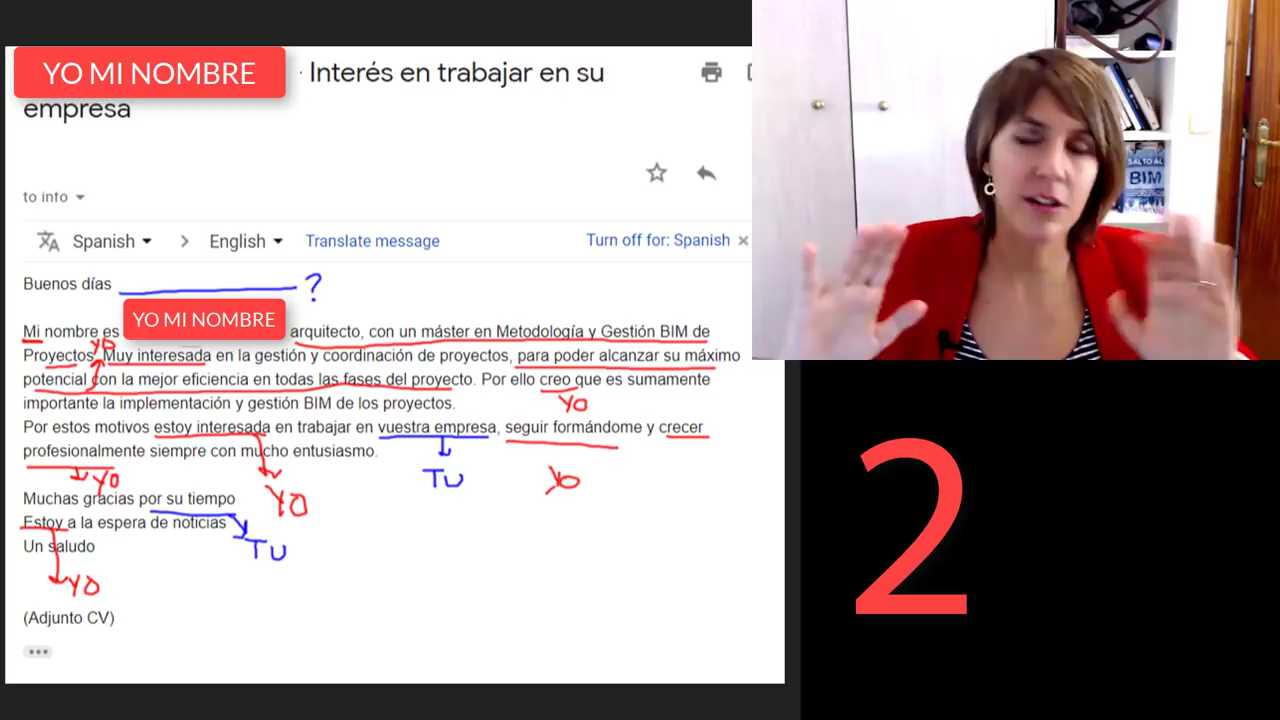 YO MI NOMBRE · Interés en trabajar en su
empresa
to into
Spanish English Translate message Turn off for: Spanish ×
Buenos días ?
YO MI NOMBRE
Mi nombre es arquitecto, con un máster en Metodología y Gestión BIM de
YO
Proyectos. Muy interesada en la gestión y coordinación de proyectos, para poder alcanzar su máximo
potencial con la mejor eficiencia en todas las fases del proyecto. Por ello creo que es sumamente
YO
importante la implementación y gestión BIM de los proyectos.
Por estos motivos estoy interesada en trabajar en vuestra empresa, seguir formándome y crecer
profesionalmente siempre con mucho entusiasmo.
YO TU YO
YO
Muchas gracias por su tiempo
Estoy a la espera de noticias
TU
Un saludo
YO
(Adjunto CV)
SALTO AL
BIM
2